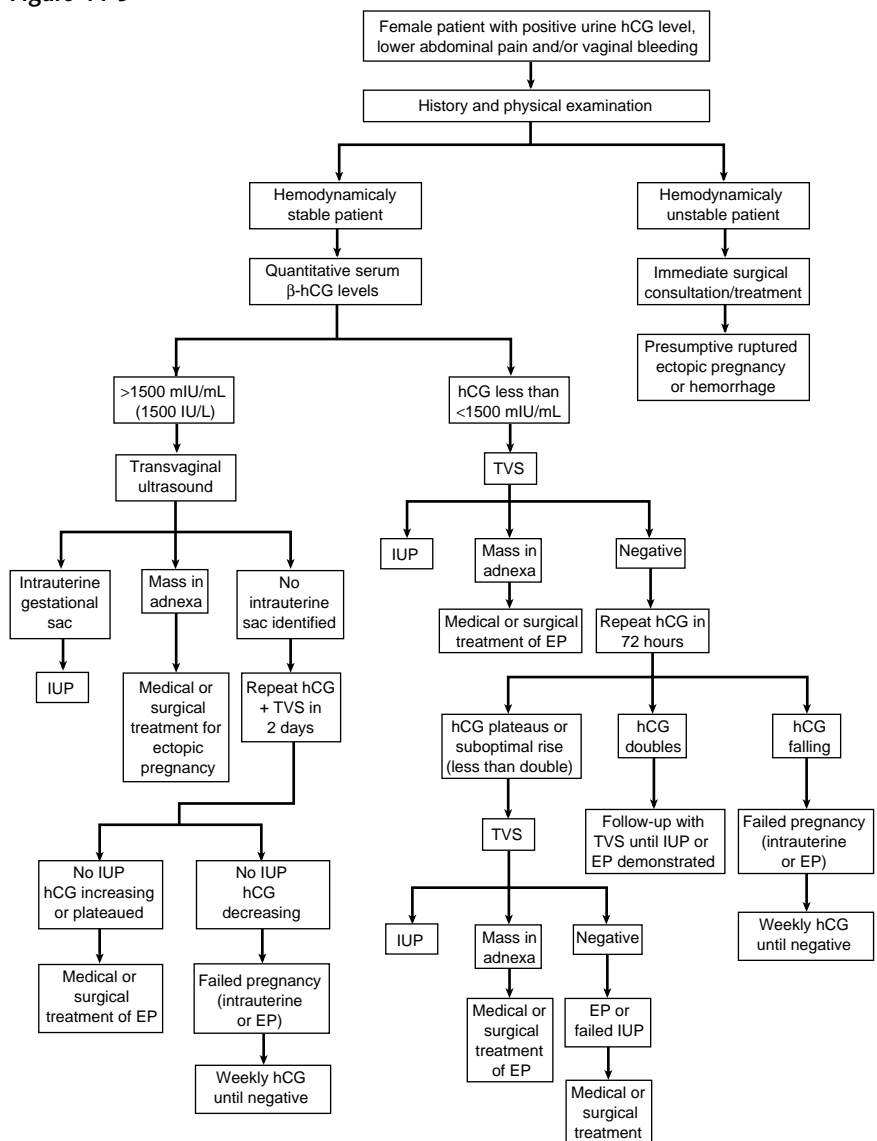 Female patient with positive urine hCG level,
lower abdominal pain and/or vaginal bleeding
History and physical examination
Hemodynamicaly
stable patient
Hemodynamicaly
unstable patient
Quantitative serum
β-hCG levels
Immediate surgical
consultation/treatment
Presumptive ruptured
ectopic pregnancy
or hemorrhage
>1500 mIU/mL
(1500 IU/L)
hCG less than
<1500 mIU/mL
Transvaginal
ultrasound
TVS
Intrauterine
gestational
sac
Mass in
adnexa
No
intrauterine
sac identified
IUP
Mass in
adnexa
Negative
IUP
Medical or
surgical
treatment for
ectopic
pregnancy
Repeat hCG
+ TVS in
2 days
Medical or surgical
treatment of EP
Repeat hCG in
72 hours
hCG plateaus or
suboptimal rise
(less than double)
hCG
doubles
hCG
falling
No IUP
hCG increasing
or plateaued
No IUP
hCG
decreasing
TVS
Follow-up with
TVS until IUP or
EP demonstrated
Failed pregnancy
(intrauterine
or EP)
Medical or
surgical
treatment of EP
Failed pregnancy
(intrauterine
or EP)
IUP
Mass in
adnexa
Negative
Weekly hCG
until negative
Weekly hCG
until negative
Medical or
surgical
treatment
of EP
EP or
failed IUP
Medical or
surgical
treatment